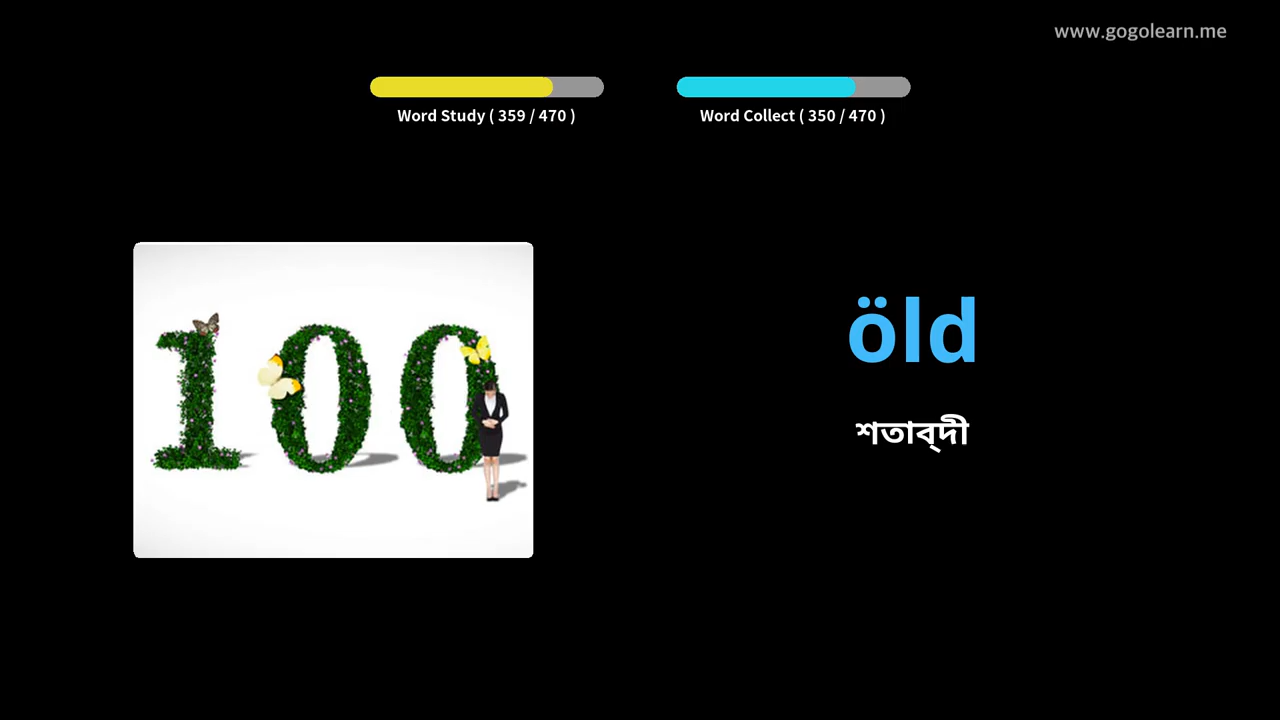 www.gogolearn.me
Word Study ( 359 / 470 )
Word Collect ( 350 / 470 )
100
öld
শতাব্দী